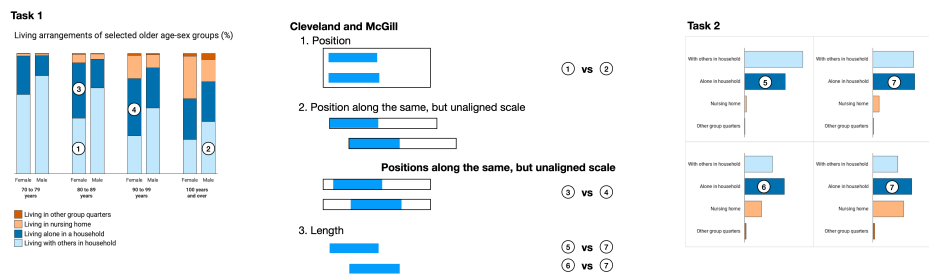 Task 1
Living arrangements of selected older age-sex groups (%)
3
4
1
2
Female Male Female Male Female Male Female Male
70 to 79 years
80 to 89 years
90 to 99 years
100 years and over
Living in other group quarters
Living in nursing home
Living alone in a household
Living with others in household
Cleveland and McGill
1. Position
1 vs 2
2. Position along the same, but unaligned scale
Positions along the same, but unaligned scale
3 vs 4
3. Length
5 vs 7
6 vs 7
Task 2
With others in household
Alone in household
5
Nursing home
Other group quarters
With others in household
Alone in household
7
Nursing home
Other group quarters
With others in household
Alone in household
6
Nursing home
Other group quarters
With others in household
Alone in household
7
Nursing home
Other group quarters